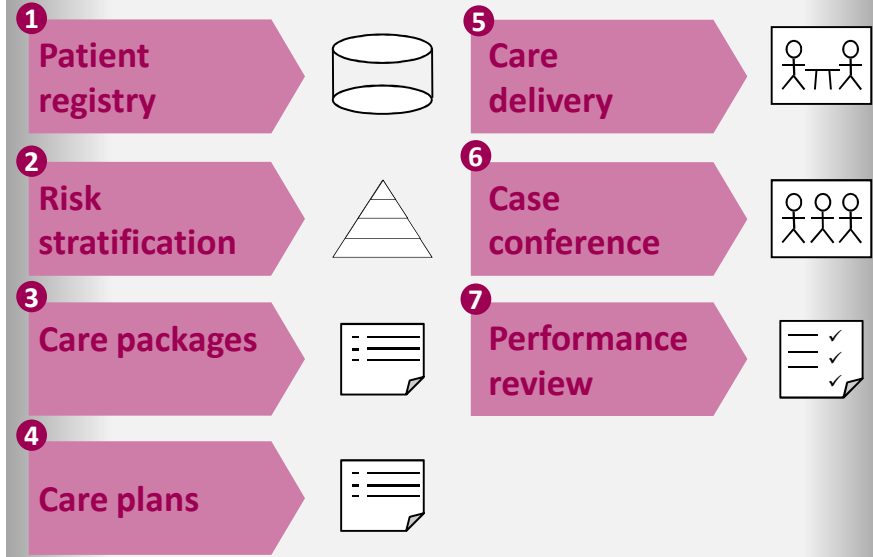 1
Patient
registry
2
Risk
stratification
3
Care packages
4
Care plans
5
Care
delivery
6
Case
conference
7
Performance
review